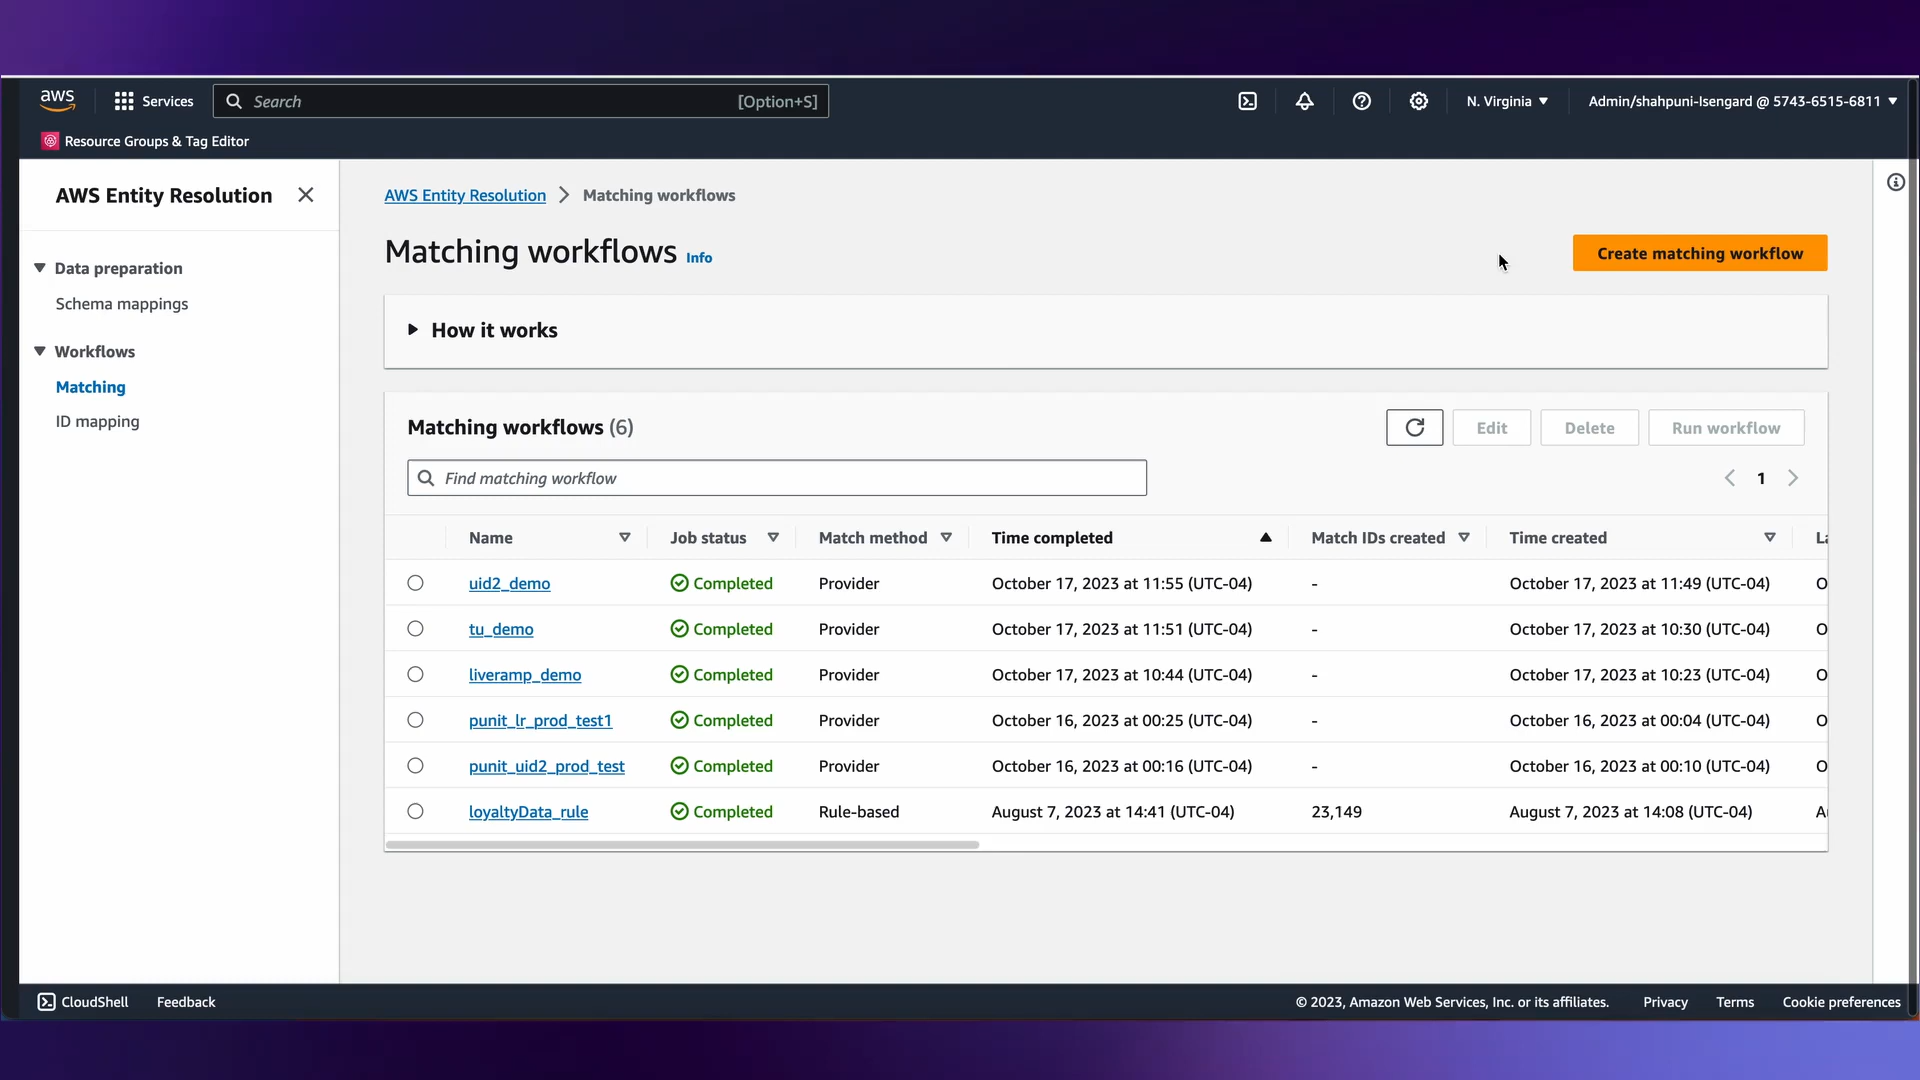 aws Services Search [Option+S] N. Virginia Admin/shahpuni-Isengard @ 5743-6515-6811
Resource Groups & Tag Editor
AWS Entity Resolution
Data preparation
Schema mappings
Workflows
Matching
ID mapping
AWS Entity Resolution Matching workflows
Matching workflows Info
Create matching workflow
How it works
Matching workflows (6)
Edit Delete Run workflow
Find matching workflow
1
Name Job status Match method Time completed Match IDs created Time created La
uid2_demo Completed Provider October 17, 2023 at 11:55 (UTC-04) - October 17, 2023 at 11:49 (UTC-04) O
tu_demo Completed Provider October 17, 2023 at 11:51 (UTC-04) - October 17, 2023 at 10:30 (UTC-04) O
liveramp_demo Completed Provider October 17, 2023 at 10:44 (UTC-04) - October 17, 2023 at 10:23 (UTC-04) O
punit_lr_prod_test1 Completed Provider October 16, 2023 at 00:25 (UTC-04) - October 16, 2023 at 00:04 (UTC-04) O
punit_uid2_prod_test Completed Provider October 16, 2023 at 00:16 (UTC-04) - October 16, 2023 at 00:10 (UTC-04) O
loyaltyData_rule Completed Rule-based August 7, 2023 at 14:41 (UTC-04) 23,149 August 7, 2023 at 14:08 (UTC-04) A
CloudShell Feedback © 2023, Amazon Web Services, Inc. or its affiliates. Privacy Terms Cookie preferences